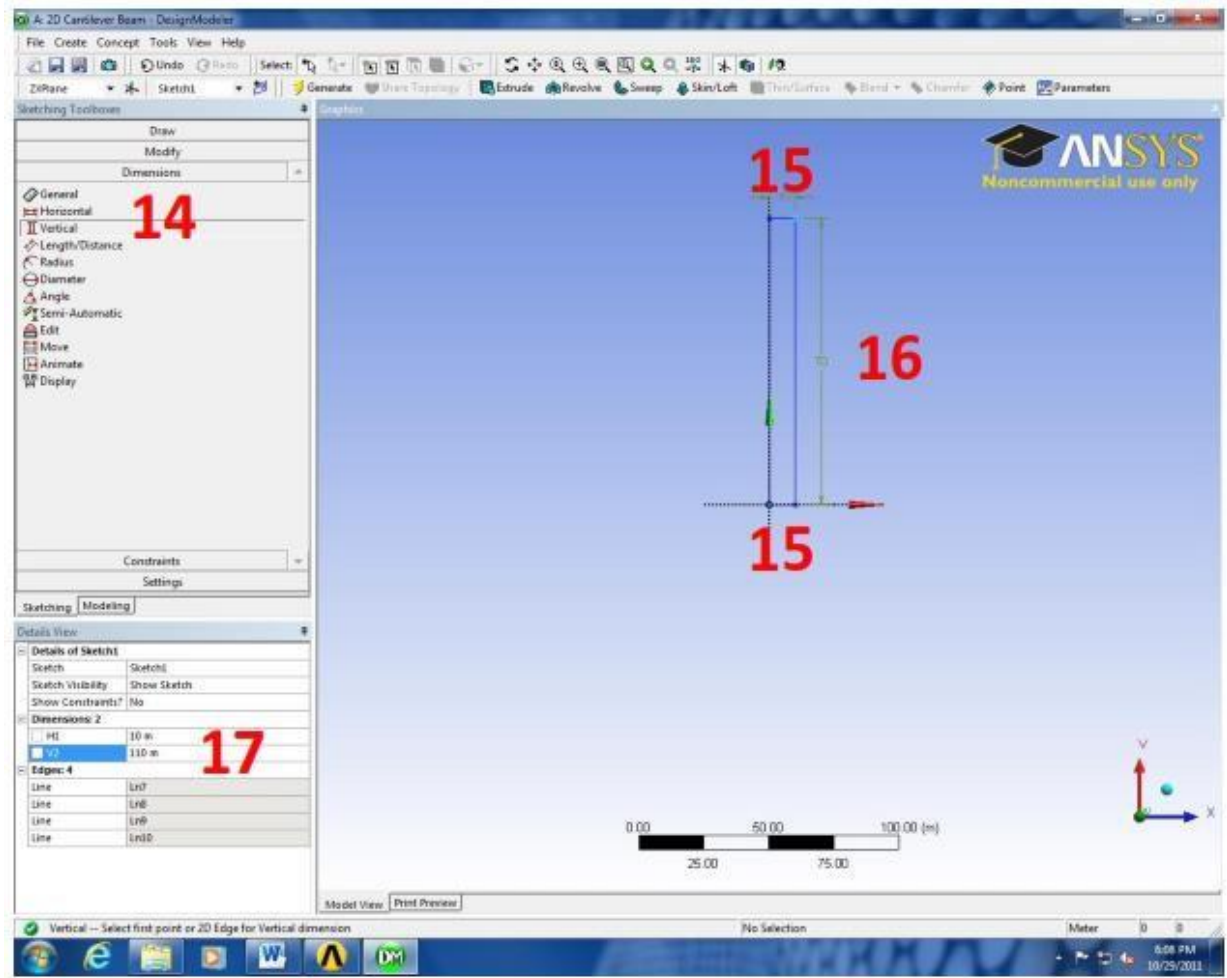 A: 2D Cantilever Beam - DesignModeler
File Create Concept Tools View Help
Undo Redo Select:
ZXPlane Sketch1 Generate Share Topology Extrude Revolve Sweep Skin/Loft Thin/Surface Blend Chamfer Point Parameters
Sketching Toolboxes
Draw
Modify
Dimensions
General
Horizontal
Vertical
Length/Distance
Radius
Diameter
Angle
Semi-Automatic
Edit
Move
Animate
Display
14
Constraints
Settings
Sketching Modeling
Details View
Details of Sketch1
Sketch Sketch1
Sketch Visibility Show Sketch
Show Constraints? No
Dimensions: 2
H1 10 m
V2 110 m
17
Edges: 4
Line Ln7
Line Ln8
Line Ln9
Line Ln10
Graphics
ANSYS
Noncommercial use only
15
16
15
Y
X
0.00 50.00 100.00 (m)
25.00 75.00
Model View Print Preview
Vertical -- Select first point or 2D Edge for Vertical dimension No Selection Meter 0 0
W DM
6:08 PM
10/29/2011